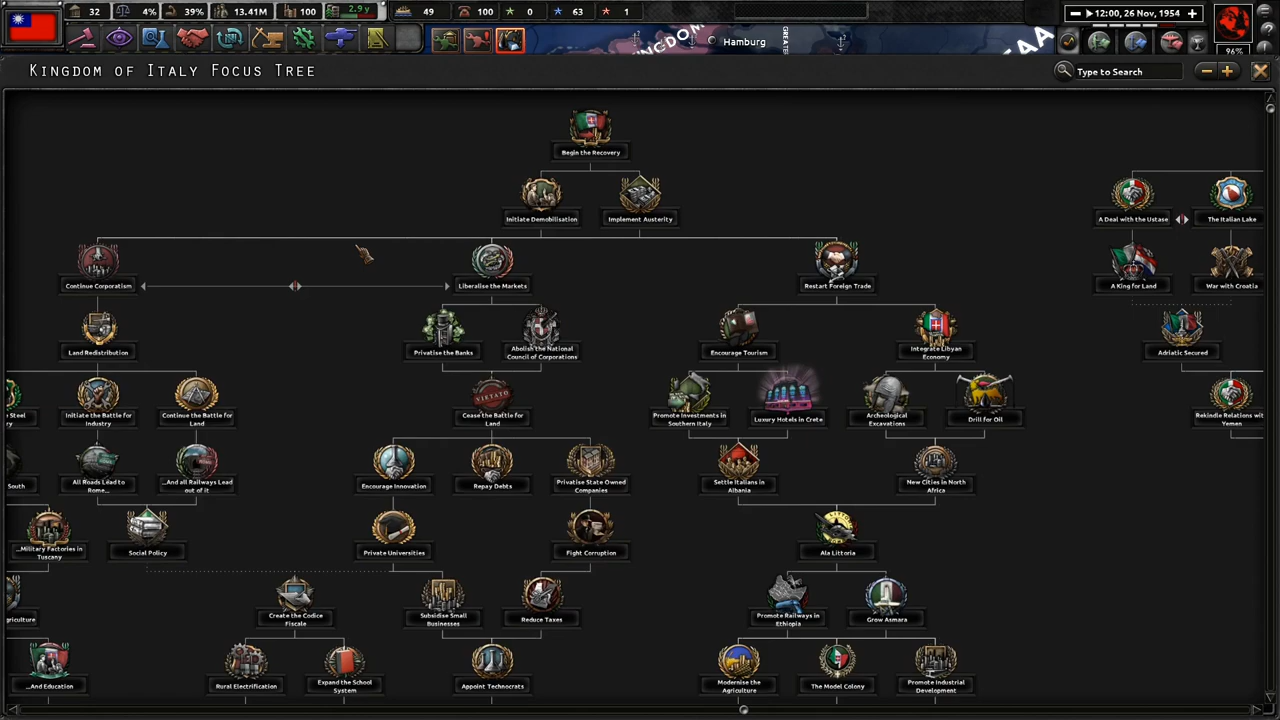 32 4% 39% 13.41M 100 2.9 y 49 100 0 63 1 12:00, 26 Nov, 1954
Hamburg
96%
Kingdom of Italy Focus Tree
Type to Search
Begin the Recovery
Initiate Demobilisation
Implement Austerity
A Deal with the Ustase
The Italian Lake
Continue Corporatism
Liberalise the Markets
Restart Foreign Trade
A King for Land
War with Croatia
Land Redistribution
Privatise the Banks
Abolish the National
Council of Corporations
Encourage Tourism
Integrate Libyan
Economy
Adriatic Secured
Steel
Initiate the Battle for
Industry
Continue the Battle for
Land
Cease the Battle for
Land
VIETATO
Promote Investments in
Southern Italy
Luxury Hotels in Crete
Archeological
Excavations
Drill for Oil
Rekindle Relations wit
Yemen
South
All Roads Lead to
Rome...
...And all Railways Lead
out of it
Encourage Innovation
Repay Debts
Privatise State Owned
Companies
Settle Italians in
Albania
New Cities in North
Africa
...Military Factories in
Tuscany
Social Policy
Private Universities
Fight Corruption
Ala Littoria
Create the Codice
Fiscale
Subsidise Small
Businesses
Reduce Taxes
Promote Railways in
Ethiopia
Grow Asmara
...And Education
Rural Electrification
Expand the School
System
Appoint Technocrats
Modernise the
Agriculture
The Model Colony
Promote Industrial
Development